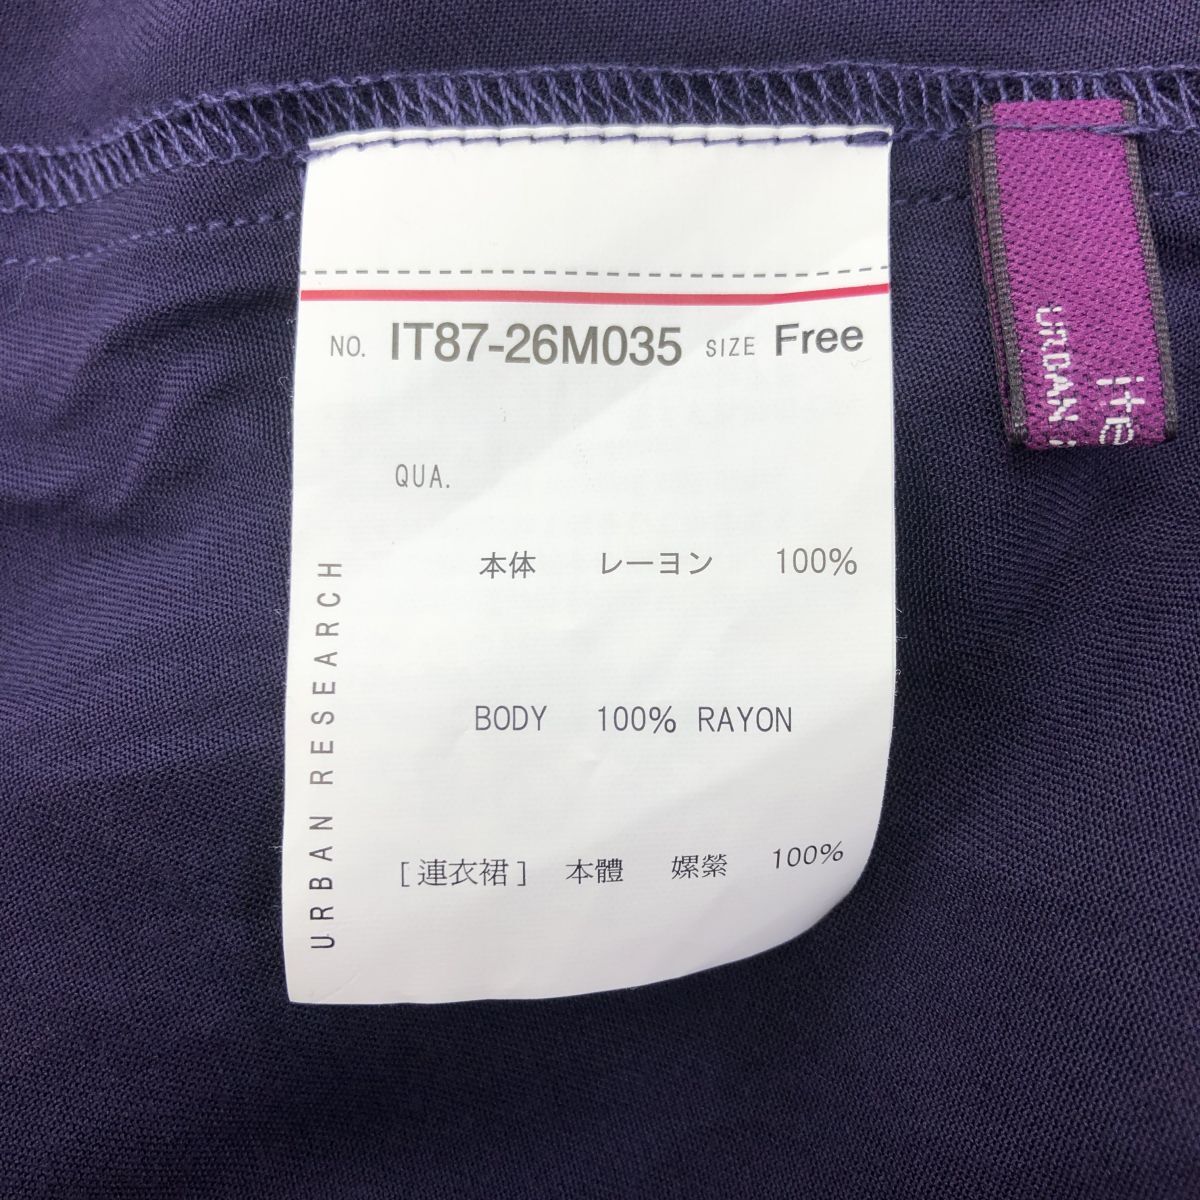 NO. IT87-26M035 SIZE Free
QUA.
本体 レーヨン 100%
BODY 100% RAYON
[連衣裙] 本體 嫘縈 100%
URBAN RESEARCH
URBAN